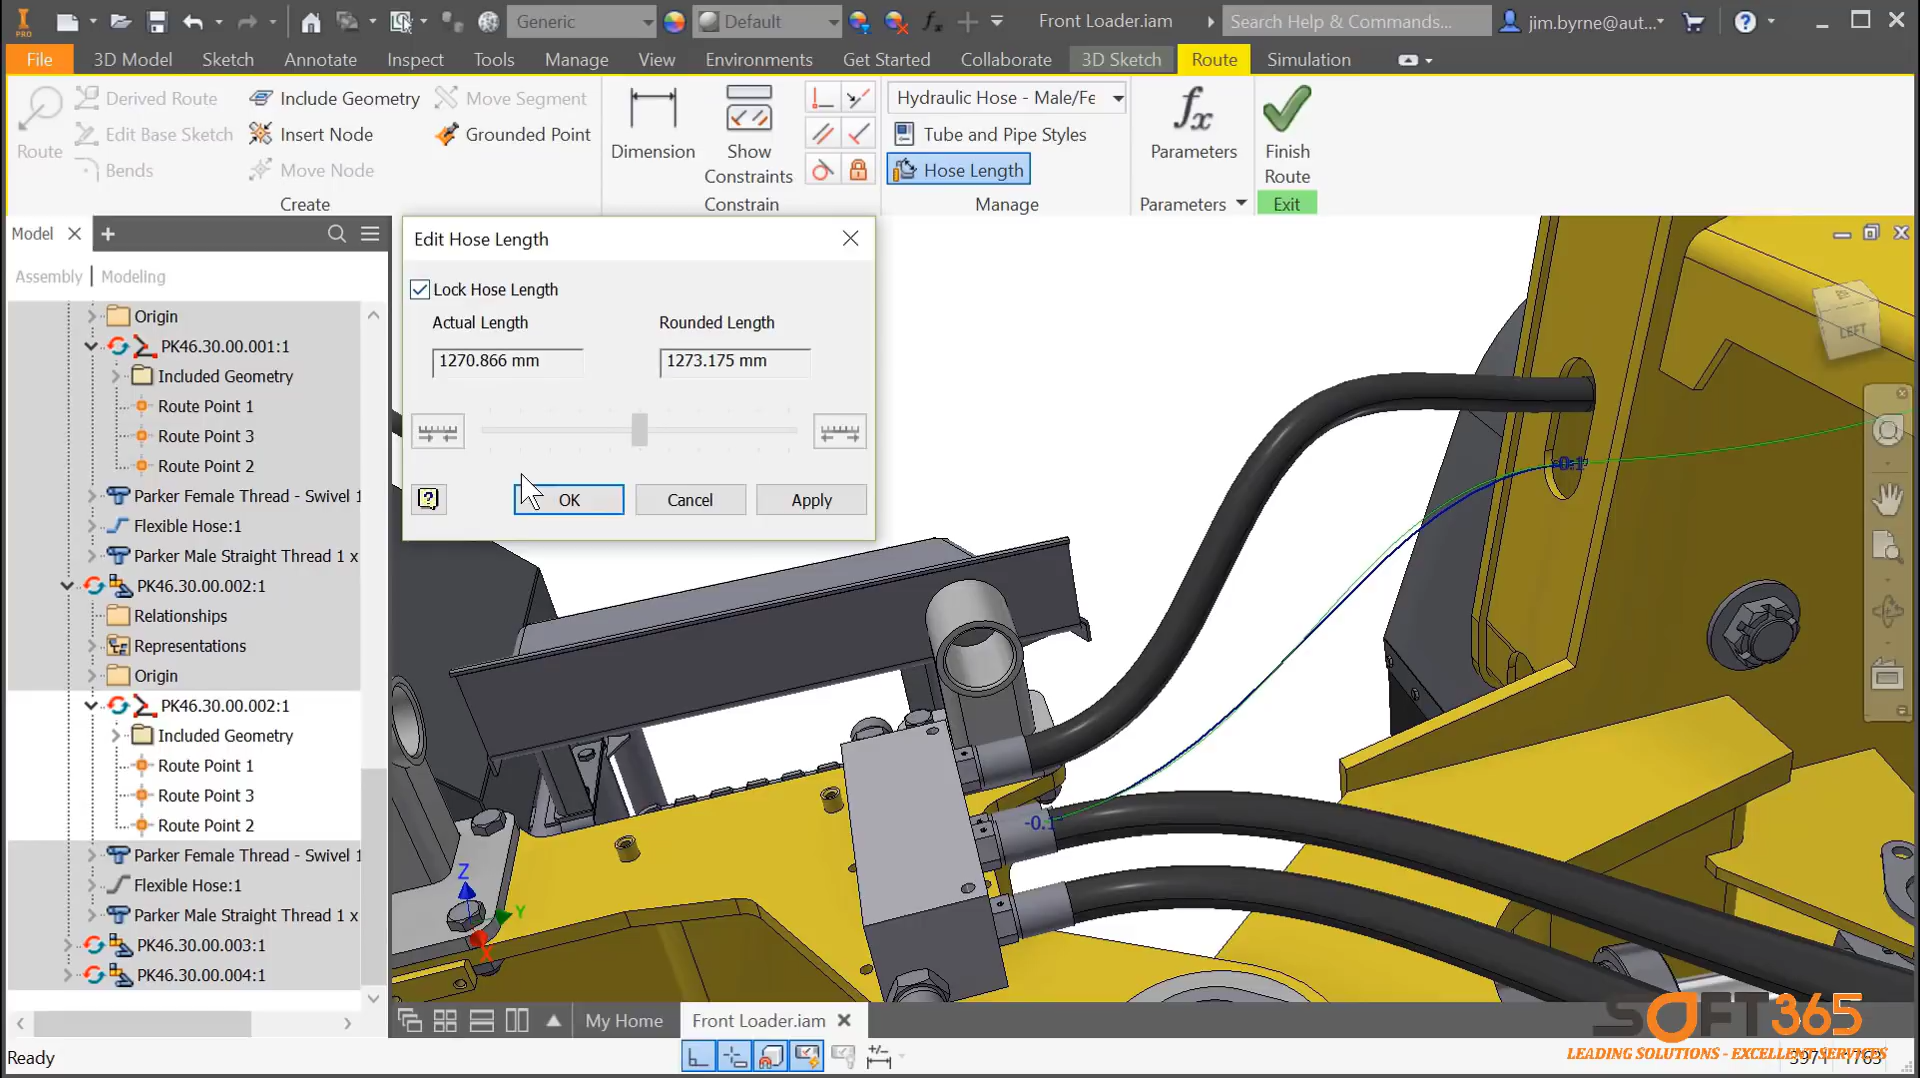 PRO
Generic
Default
Front Loader.iam
Search Help & Commands...
jim.byrne@aut...
File
3D Model
Sketch
Annotate
Inspect
Tools
Manage
View
Environments
Get Started
Collaborate
3D Sketch
Route
Simulation
Route
Derived Route
Edit Base Sketch
Bends
Include Geometry
Insert Node
Move Node
Move Segment
Grounded Point
Create
Dimension
Show
Constraints
Constrain
Hydraulic Hose - Male/Fe
Tube and Pipe Styles
Hose Length
Manage
fx
Parameters
Parameters
Finish
Route
Exit
Model
Assembly
Modeling
Origin
PK46.30.00.001:1
Included Geometry
Route Point 1
Route Point 3
Route Point 2
Parker Female Thread - Swivel 1
Flexible Hose:1
Parker Male Straight Thread 1 x
PK46.30.00.002:1
Relationships
Representations
Origin
PK46.30.00.002:1
Included Geometry
Route Point 1
Route Point 3
Route Point 2
Parker Female Thread - Swivel 1
Flexible Hose:1
Parker Male Straight Thread 1 x
PK46.30.00.003:1
PK46.30.00.004:1
Edit Hose Length
Lock Hose Length
Actual Length
Rounded Length
1270.866 mm
1273.175 mm
OK
Cancel
Apply
LEFT
-0.1
Z
Y
X
My Home
Front Loader.iam
Ready
SOFT365
LEADING SOLUTIONS - EXCELLENT SERVICES
3971
1763